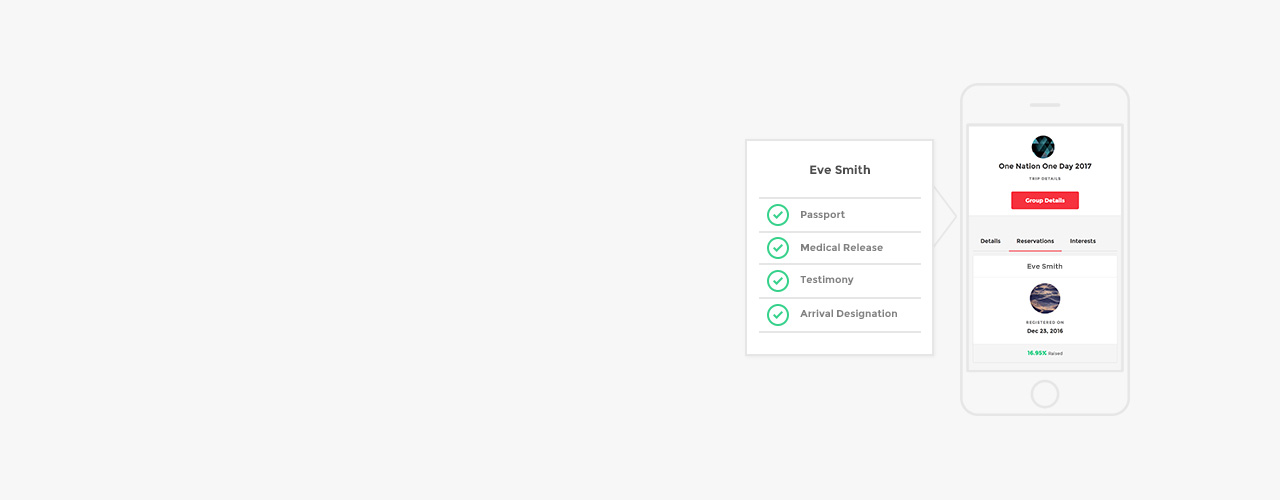 Eve Smith
Passport
Medical Release
Testimony
Arrival Designation
One Nation One Day 2017
TRIP DETAILS
Group Details
Details Reservations Interests
Eve Smith
REGISTERED ON
Dec 23, 2016
16.95% Raised